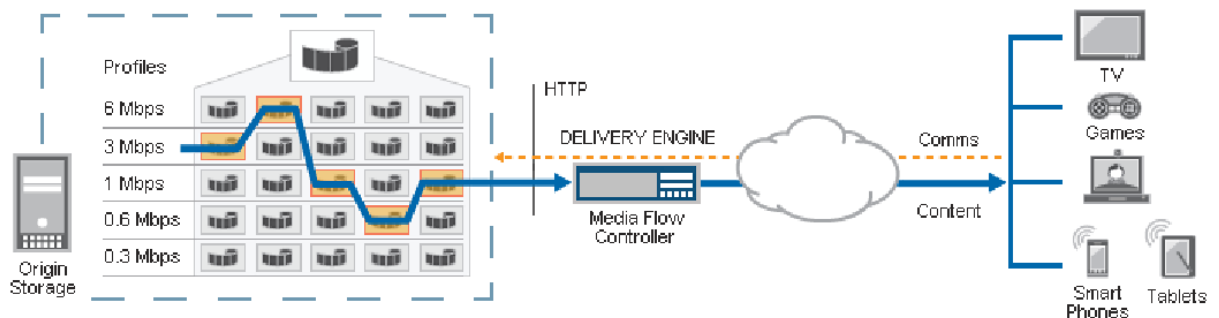 Profiles
6 Mbps
3 Mbps
1 Mbps
0.6 Mbps
0.3 Mbps
Origin
Storage
HTTP
DELIVERY ENGINE
Media Flow
Controller
Comms
Content
TV
Games
Smart
Phones
Tablets